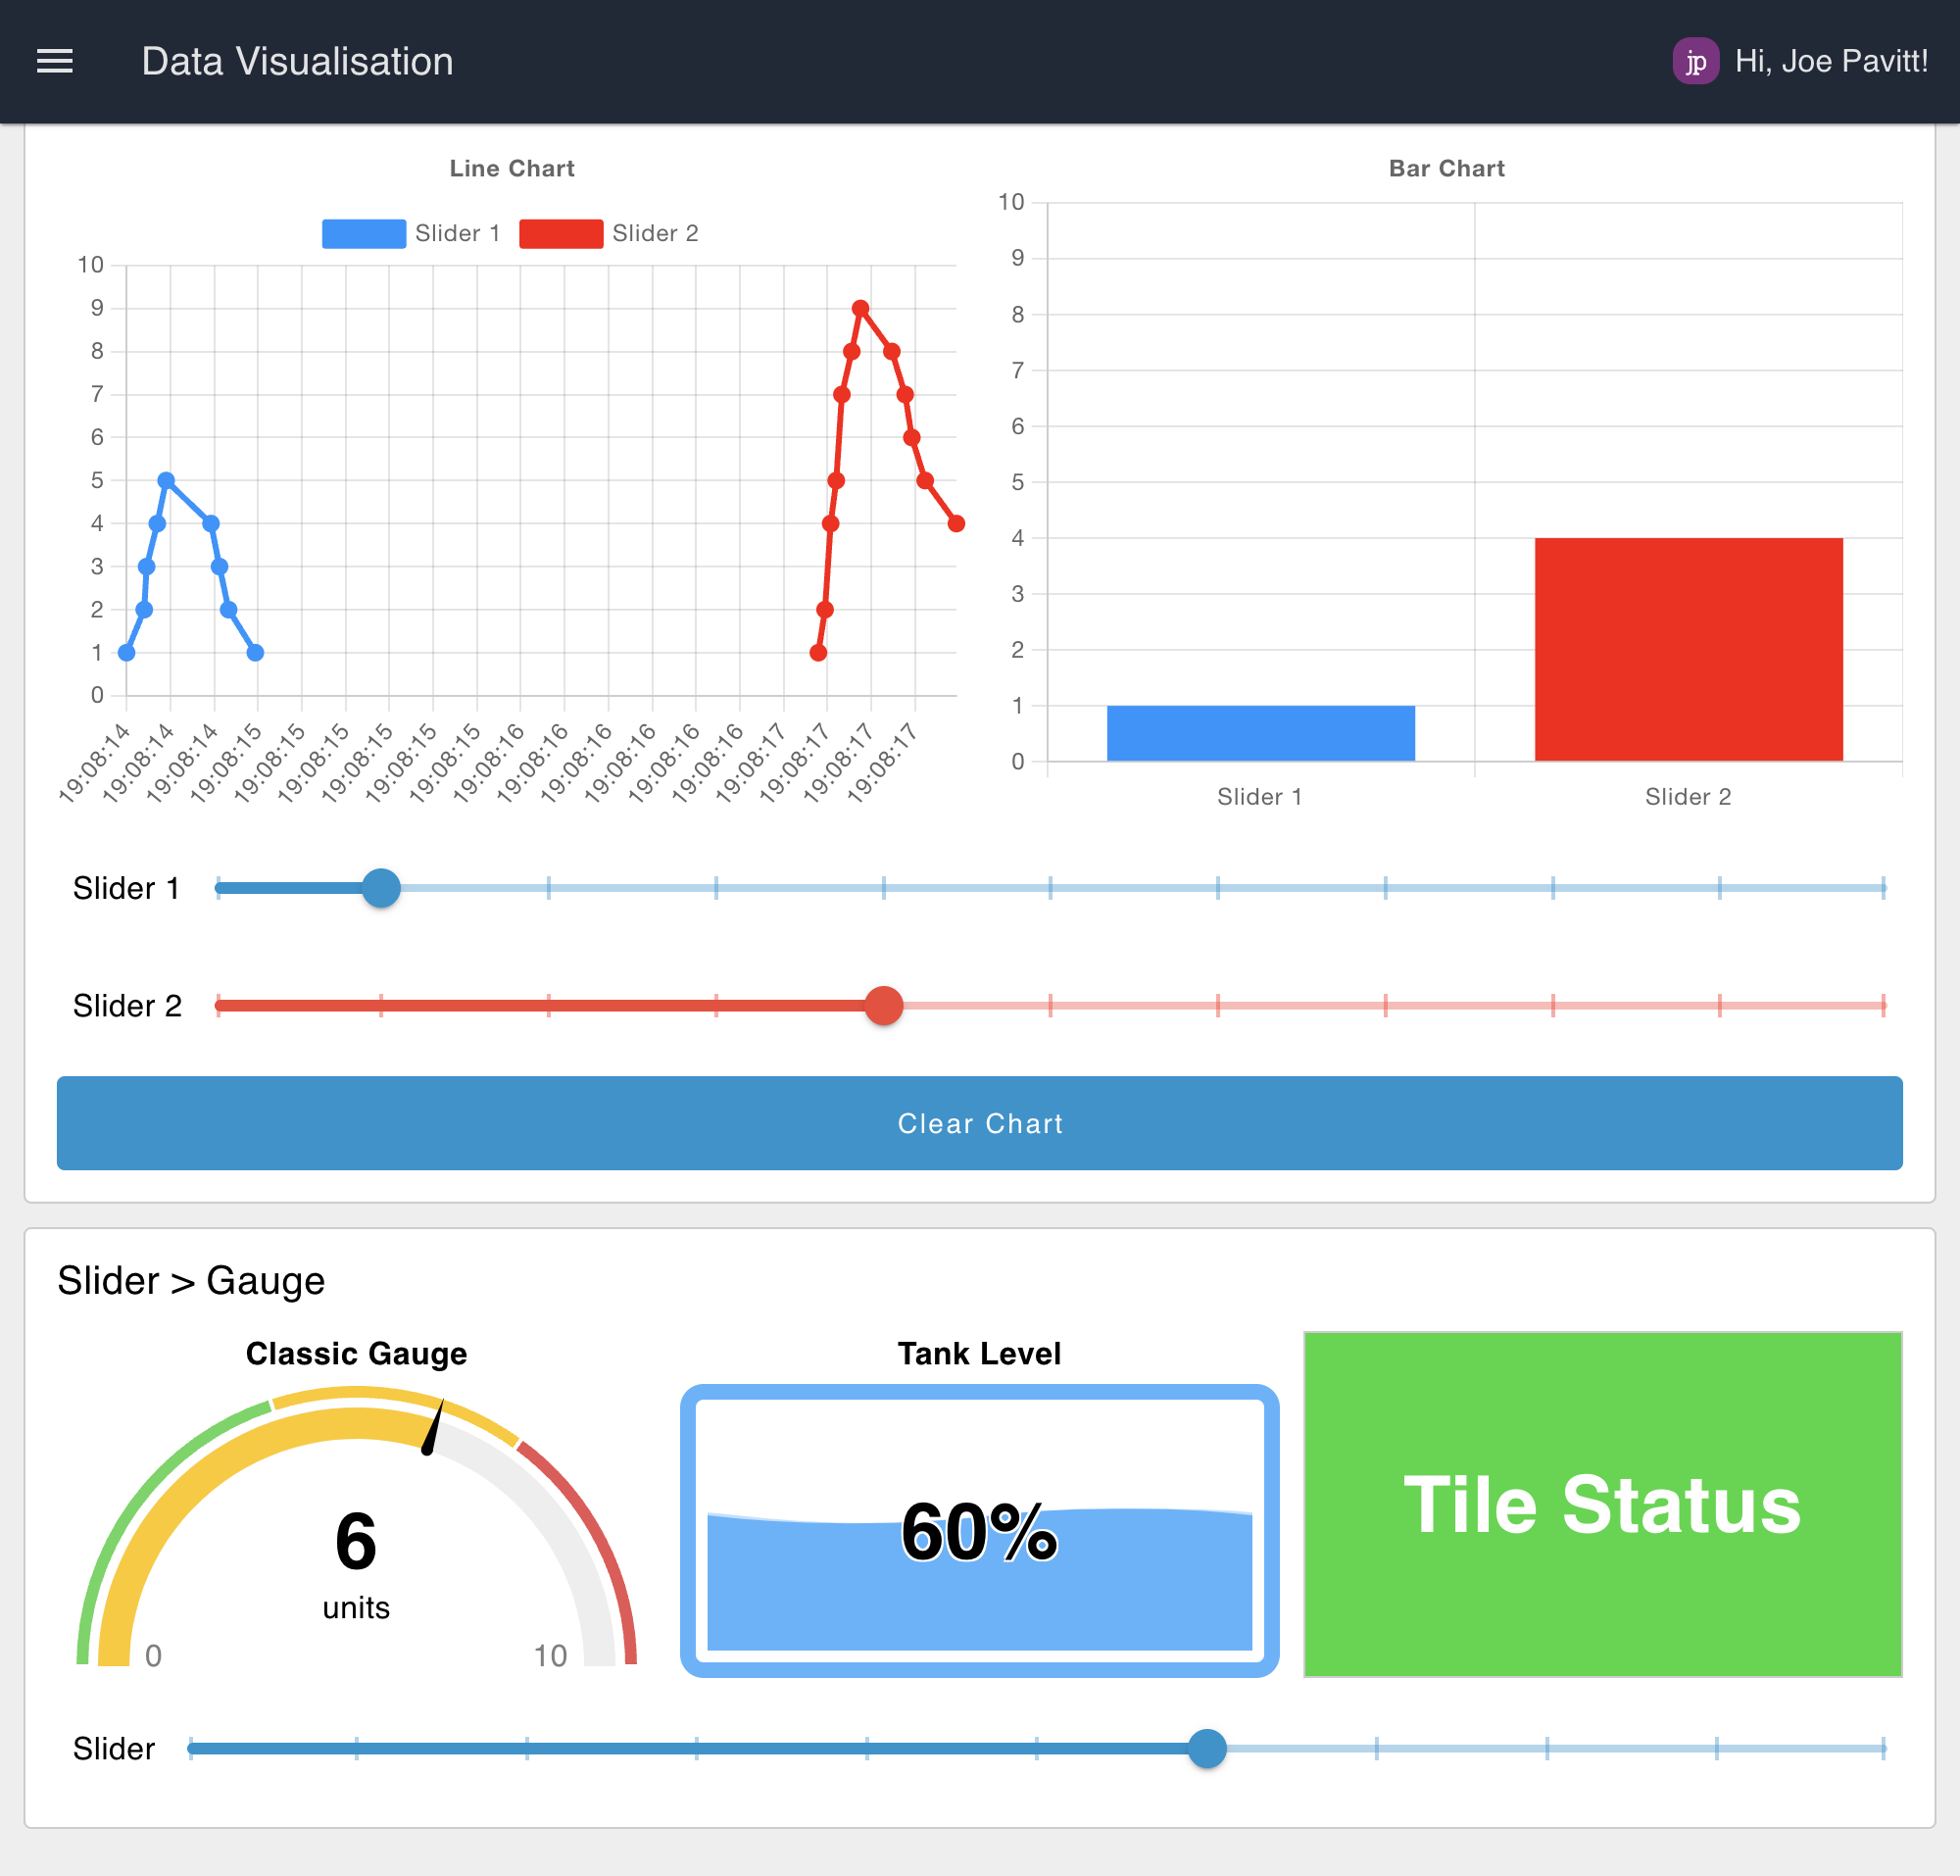 Data Visualisation
jp Hi, Joe Pavitt!
Line Chart
Slider 1 Slider 2
10
9
8
7
6
5
4
3
2
1
0
19:08:14 19:08:14 19:08:14 19:08:15 19:08:15 19:08:15 19:08:15 19:08:15 19:08:15 19:08:16 19:08:16 19:08:16 19:08:16 19:08:16 19:08:16 19:08:17 19:08:17 19:08:17 19:08:17
Bar Chart
10
9
8
7
6
5
4
3
2
1
0
Slider 1 Slider 2
Slider 1
Slider 2
Clear Chart
Slider > Gauge
Classic Gauge
6
units
0 10
Tank Level
60%
Tile Status
Slider